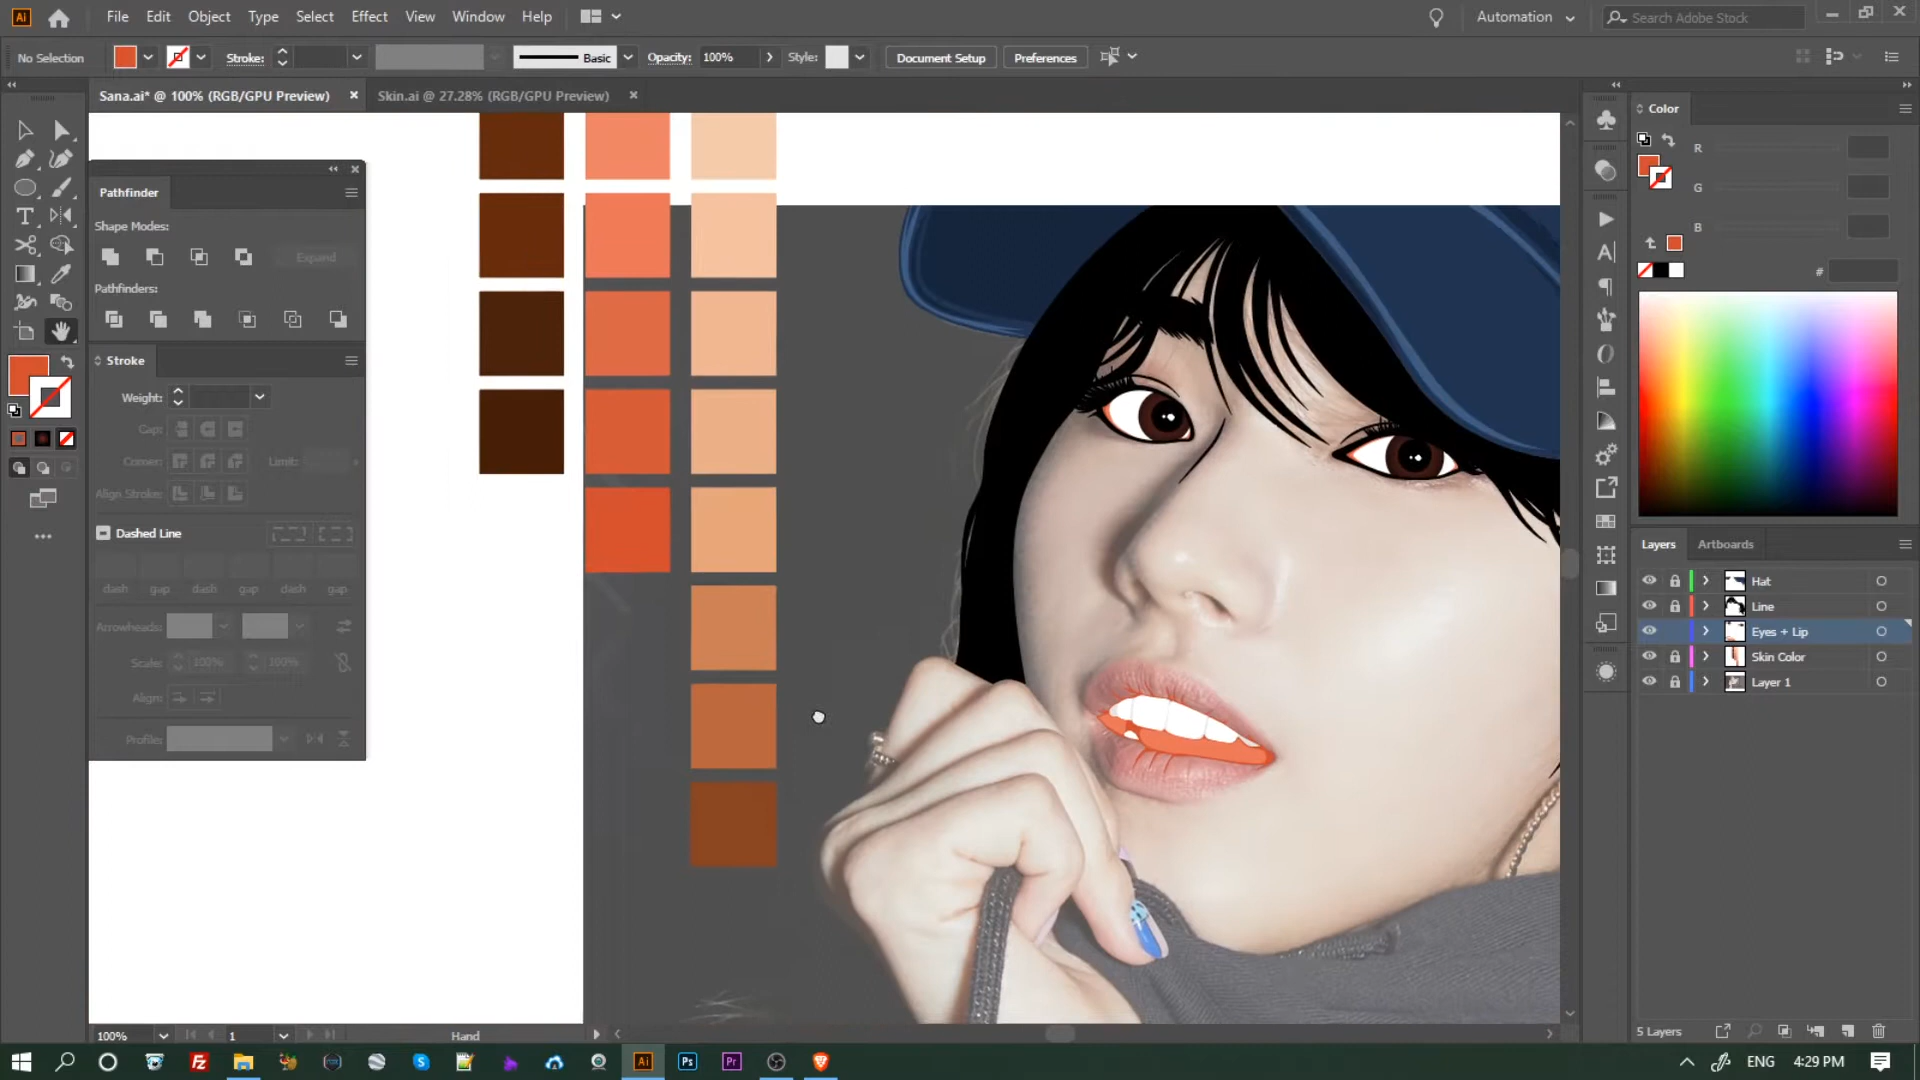 Ai File Edit Object Type Select Effect View Window Help Automation Search Adobe Stock
No Selection Stroke: Basic Opacity: 100% Style: Document Setup Preferences
Sana.ai* @ 100% (RGB/GPU Preview) Skin.ai @ 27.28% (RGB/GPU Preview)
Pathfinder
Shape Modes:
Expand
Pathfinders:
Stroke
Weight:
Cap:
Corner: Limit:
Align Stroke:
Dashed Line
dash gap dash gap dash gap
Arrowheads:
Scale: 100% 100%
Align:
Profile:
Color
R
G
B
#
Layers Artboards
Hat
Line
Eyes + Lip
Skin Color
Layer 1
5 Layers
100% 1 Hand
Fz S Ai Ps Pr ENG 4:29 PM